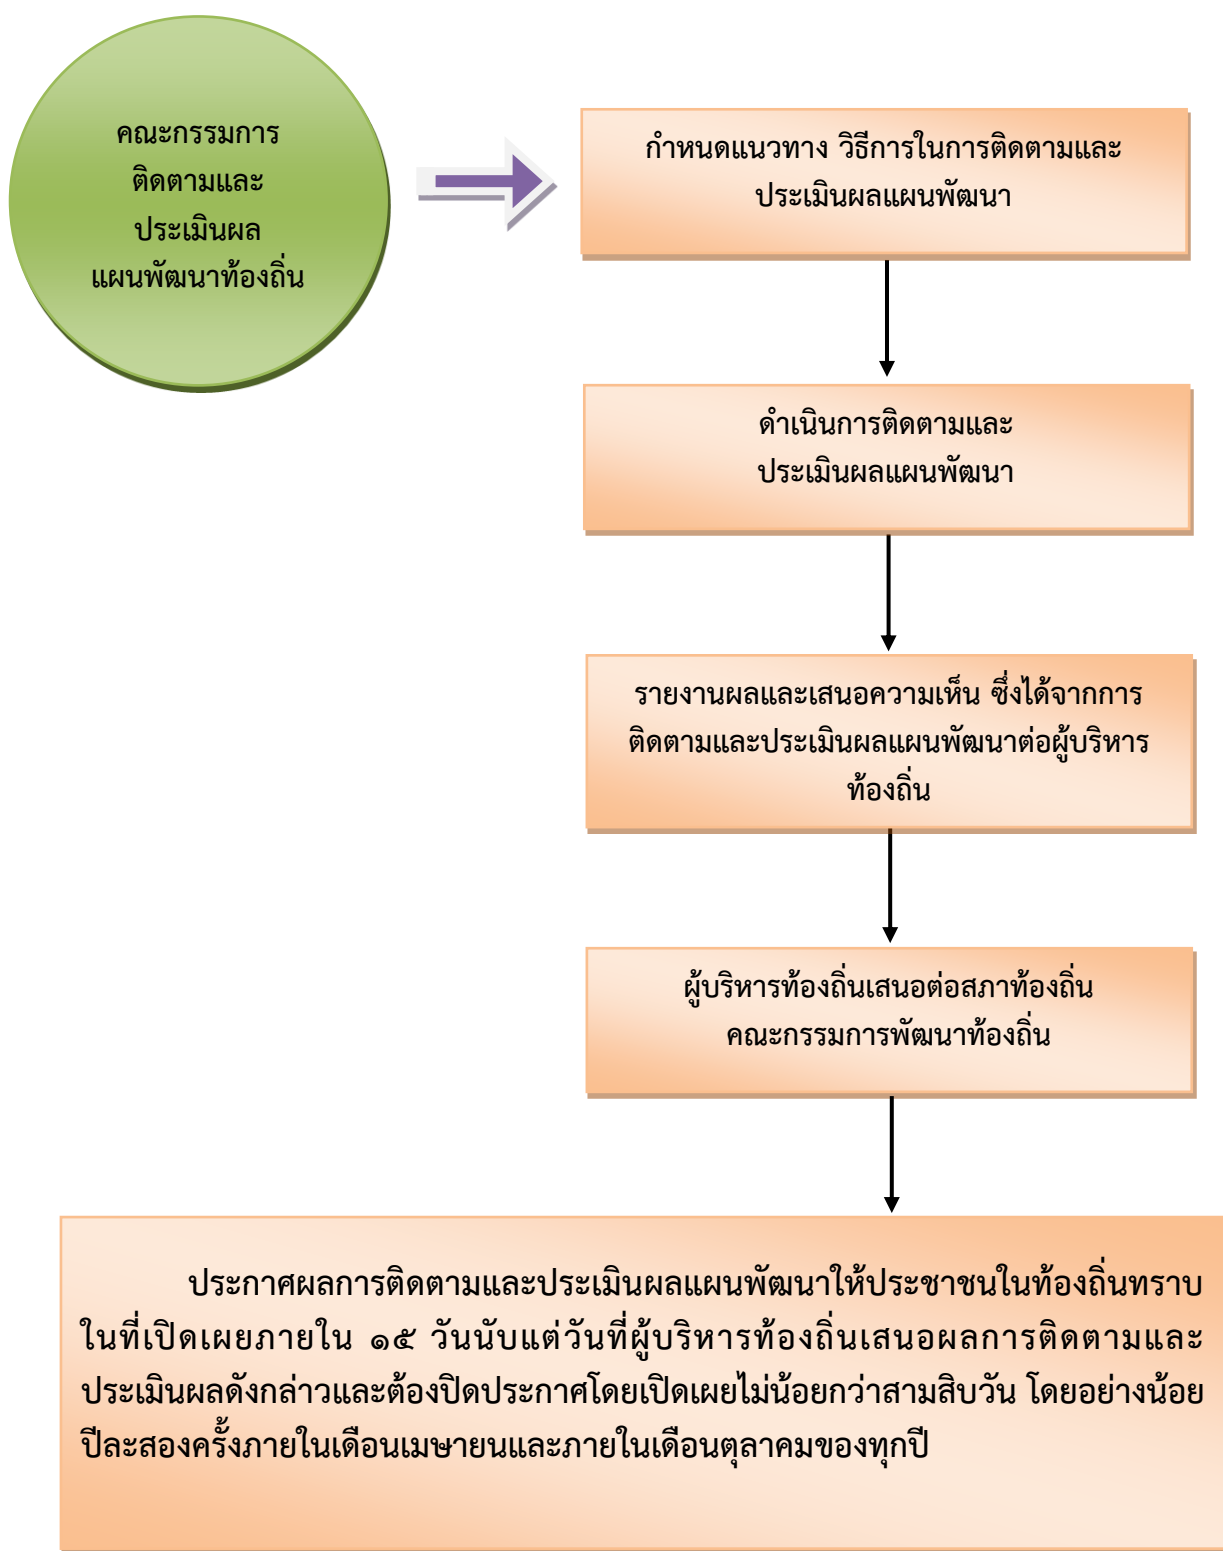 คณะกรรมการ
ติดตามและ
ประเมินผล
แผนพัฒนาท้องถิ่น
กำหนดแนวทาง วิธีการในการติดตามและ
ประเมินผลแผนพัฒนา
ดำเนินการติดตามและ
ประเมินผลแผนพัฒนา
รายงานผลและเสนอความเห็น ซึ่งได้จากการ
ติดตามและประเมินผลแผนพัฒนาต่อผู้บริหาร
ท้องถิ่น
ผู้บริหารท้องถิ่นเสนอต่อสภาท้องถิ่น
คณะกรรมการพัฒนาท้องถิ่น
ประกาศผลการติดตามและประเมินผลแผนพัฒนาให้ประชาชนในท้องถิ่นทราบ
ในที่เปิดเผยภายใน ๑๕ วันนับแต่วันที่ผู้บริหารท้องถิ่นเสนอผลการติดตามและ
ประเมินผลดังกล่าวและต้องปิดประกาศโดยเปิดเผยไม่น้อยกว่าสามสิบวัน โดยอย่างน้อย
ปีละสองครั้งภายในเดือนเมษายนและภายในเดือนตุลาคมของทุกปี